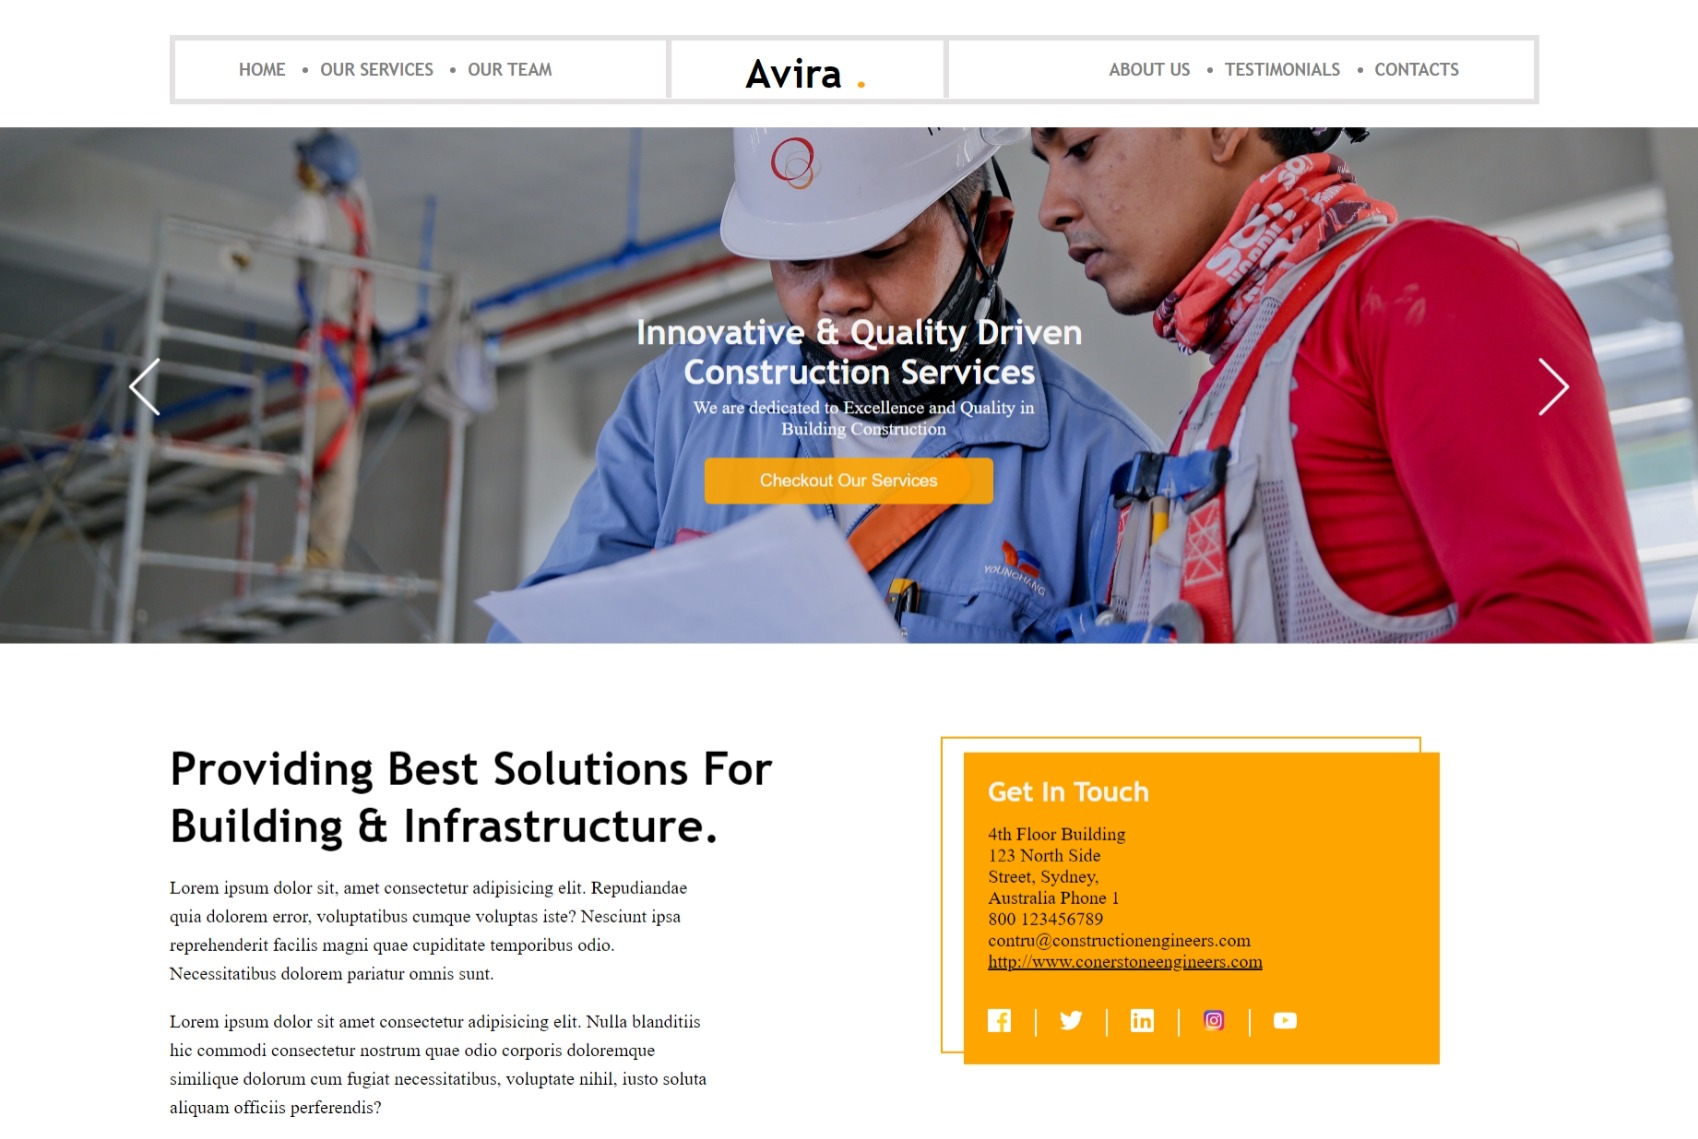 HOME • OUR SERVICES • OUR TEAM
Avira .
ABOUT US • TESTIMONIALS • CONTACTS
Innovative & Quality Driven
Construction Services
We are dedicated to Excellence and Quality in
Building Construction
Checkout Our Services
YOUNCHANG
Providing Best Solutions For
Building & Infrastructure.
Lorem ipsum dolor sit, amet consectetur adipisicing elit. Repudiandae
quia dolorem error, voluptatibus cumque voluptas iste? Nesciunt ipsa
reprehenderit facilis magni quae cupiditate temporibus odio.
Necessitatibus dolorem pariatur omnis sunt.
Lorem ipsum dolor sit amet consectetur adipisicing elit. Nulla blanditiis
hic commodi consectetur nostrum quae odio corporis doloremque
similique dolorum cum fugiat necessitatibus, voluptate nihil, iusto soluta
aliquam officiis perferendis?
Get In Touch
4th Floor Building
123 North Side
Street, Sydney,
Australia Phone 1
800 123456789
contru@constructionengineers.com
http://www.conerstoneengineers.com